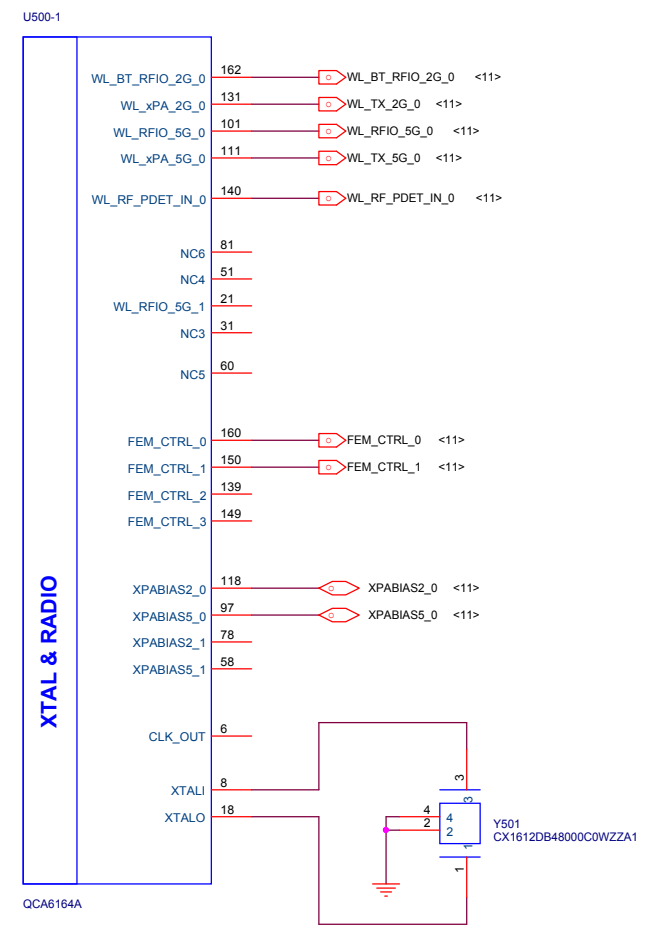 U500-1
WL_BT_RFIO_2G_0 162 WL_BT_RFIO_2G_0 <11>
WL_xPA_2G_0 131 WL_TX_2G_0 <11>
WL_RFIO_5G_0 101 WL_RFIO_5G_0 <11>
WL_xPA_5G_0 111 WL_TX_5G_0 <11>
WL_RF_PDET_IN_0 140 WL_RF_PDET_IN_0 <11>
NC6 81
NC4 51
WL_RFIO_5G_1 21
NC3 31
NC5 60
FEM_CTRL_0 160 FEM_CTRL_0 <11>
FEM_CTRL_1 150 FEM_CTRL_1 <11>
FEM_CTRL_2 139
FEM_CTRL_3 149
XPABIAS2_0 118 XPABIAS2_0 <11>
XPABIAS5_0 97 XPABIAS5_0 <11>
XPABIAS2_1 78
XPABIAS5_1 58
XTAL & RADIO
CLK_OUT 6
XTALI 8
XTALO 18
3
3
4 4
2 2
1
1
Y501
CX1612DB48000C0WZZA1
QCA6164A